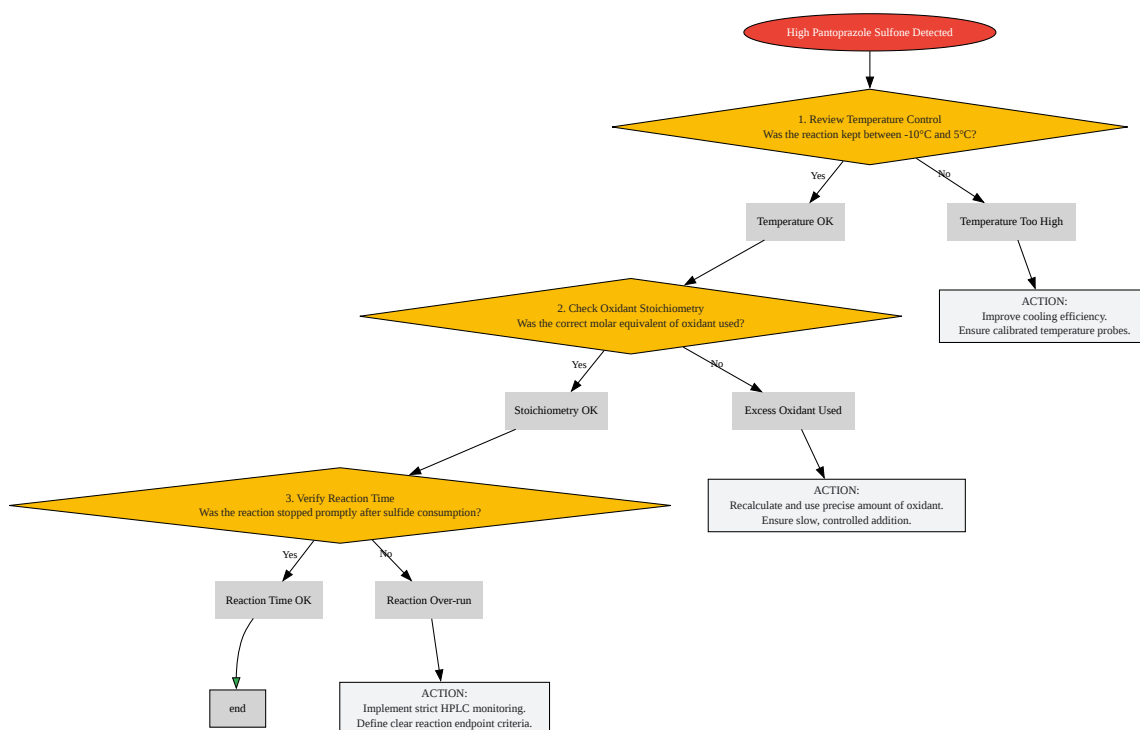 High Pantoprazole Sulfone Detected
1. Review Temperature Control
Was the reaction kept between -10°C and 5°C?
Yes
No
Temperature OK
Temperature Too High
2. Check Oxidant Stoichiometry
Was the correct molar equivalent of oxidant used?
ACTION:
Improve cooling efficiency.
Ensure calibrated temperature probes.
Yes
No
Stoichiometry OK
Excess Oxidant Used
3. Verify Reaction Time
Was the reaction stopped promptly after sulfide consumption?
ACTION:
Recalculate and use precise amount of oxidant.
Ensure slow, controlled addition.
Yes
No
Reaction Time OK
Reaction Over-run
end
ACTION:
Implement strict HPLC monitoring.
Define clear reaction endpoint criteria.